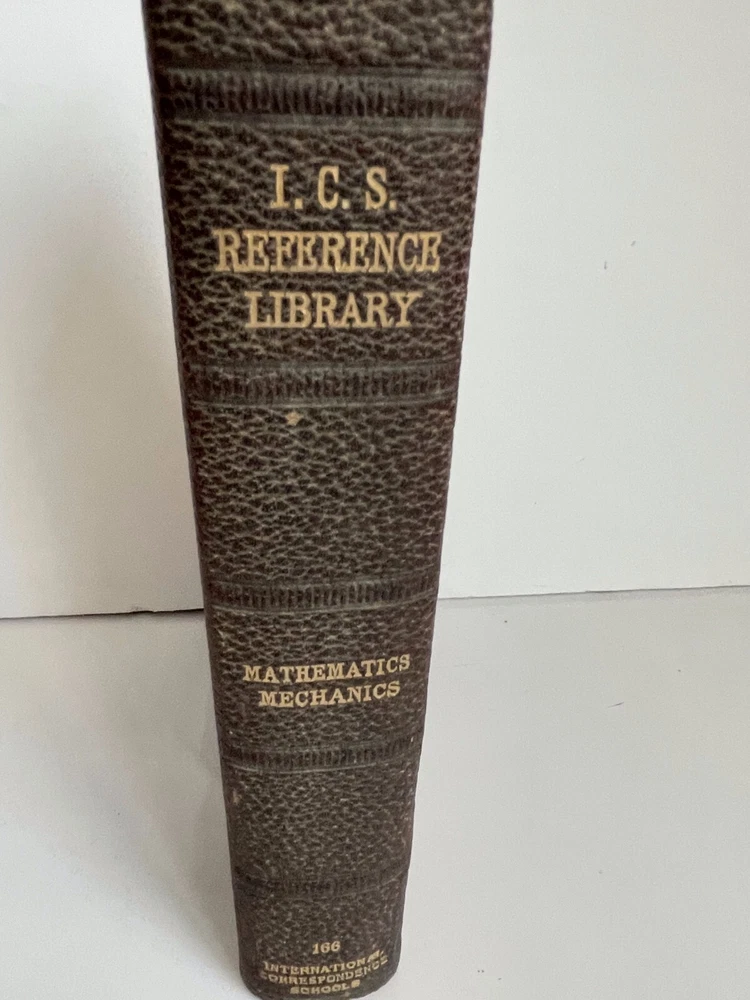 I. C. S.
REFERENCE
LIBRARY
MATHEMATICS
MECHANICS
166
INTERNATIONAL
CORRESPONDENCE
SCHOOLS